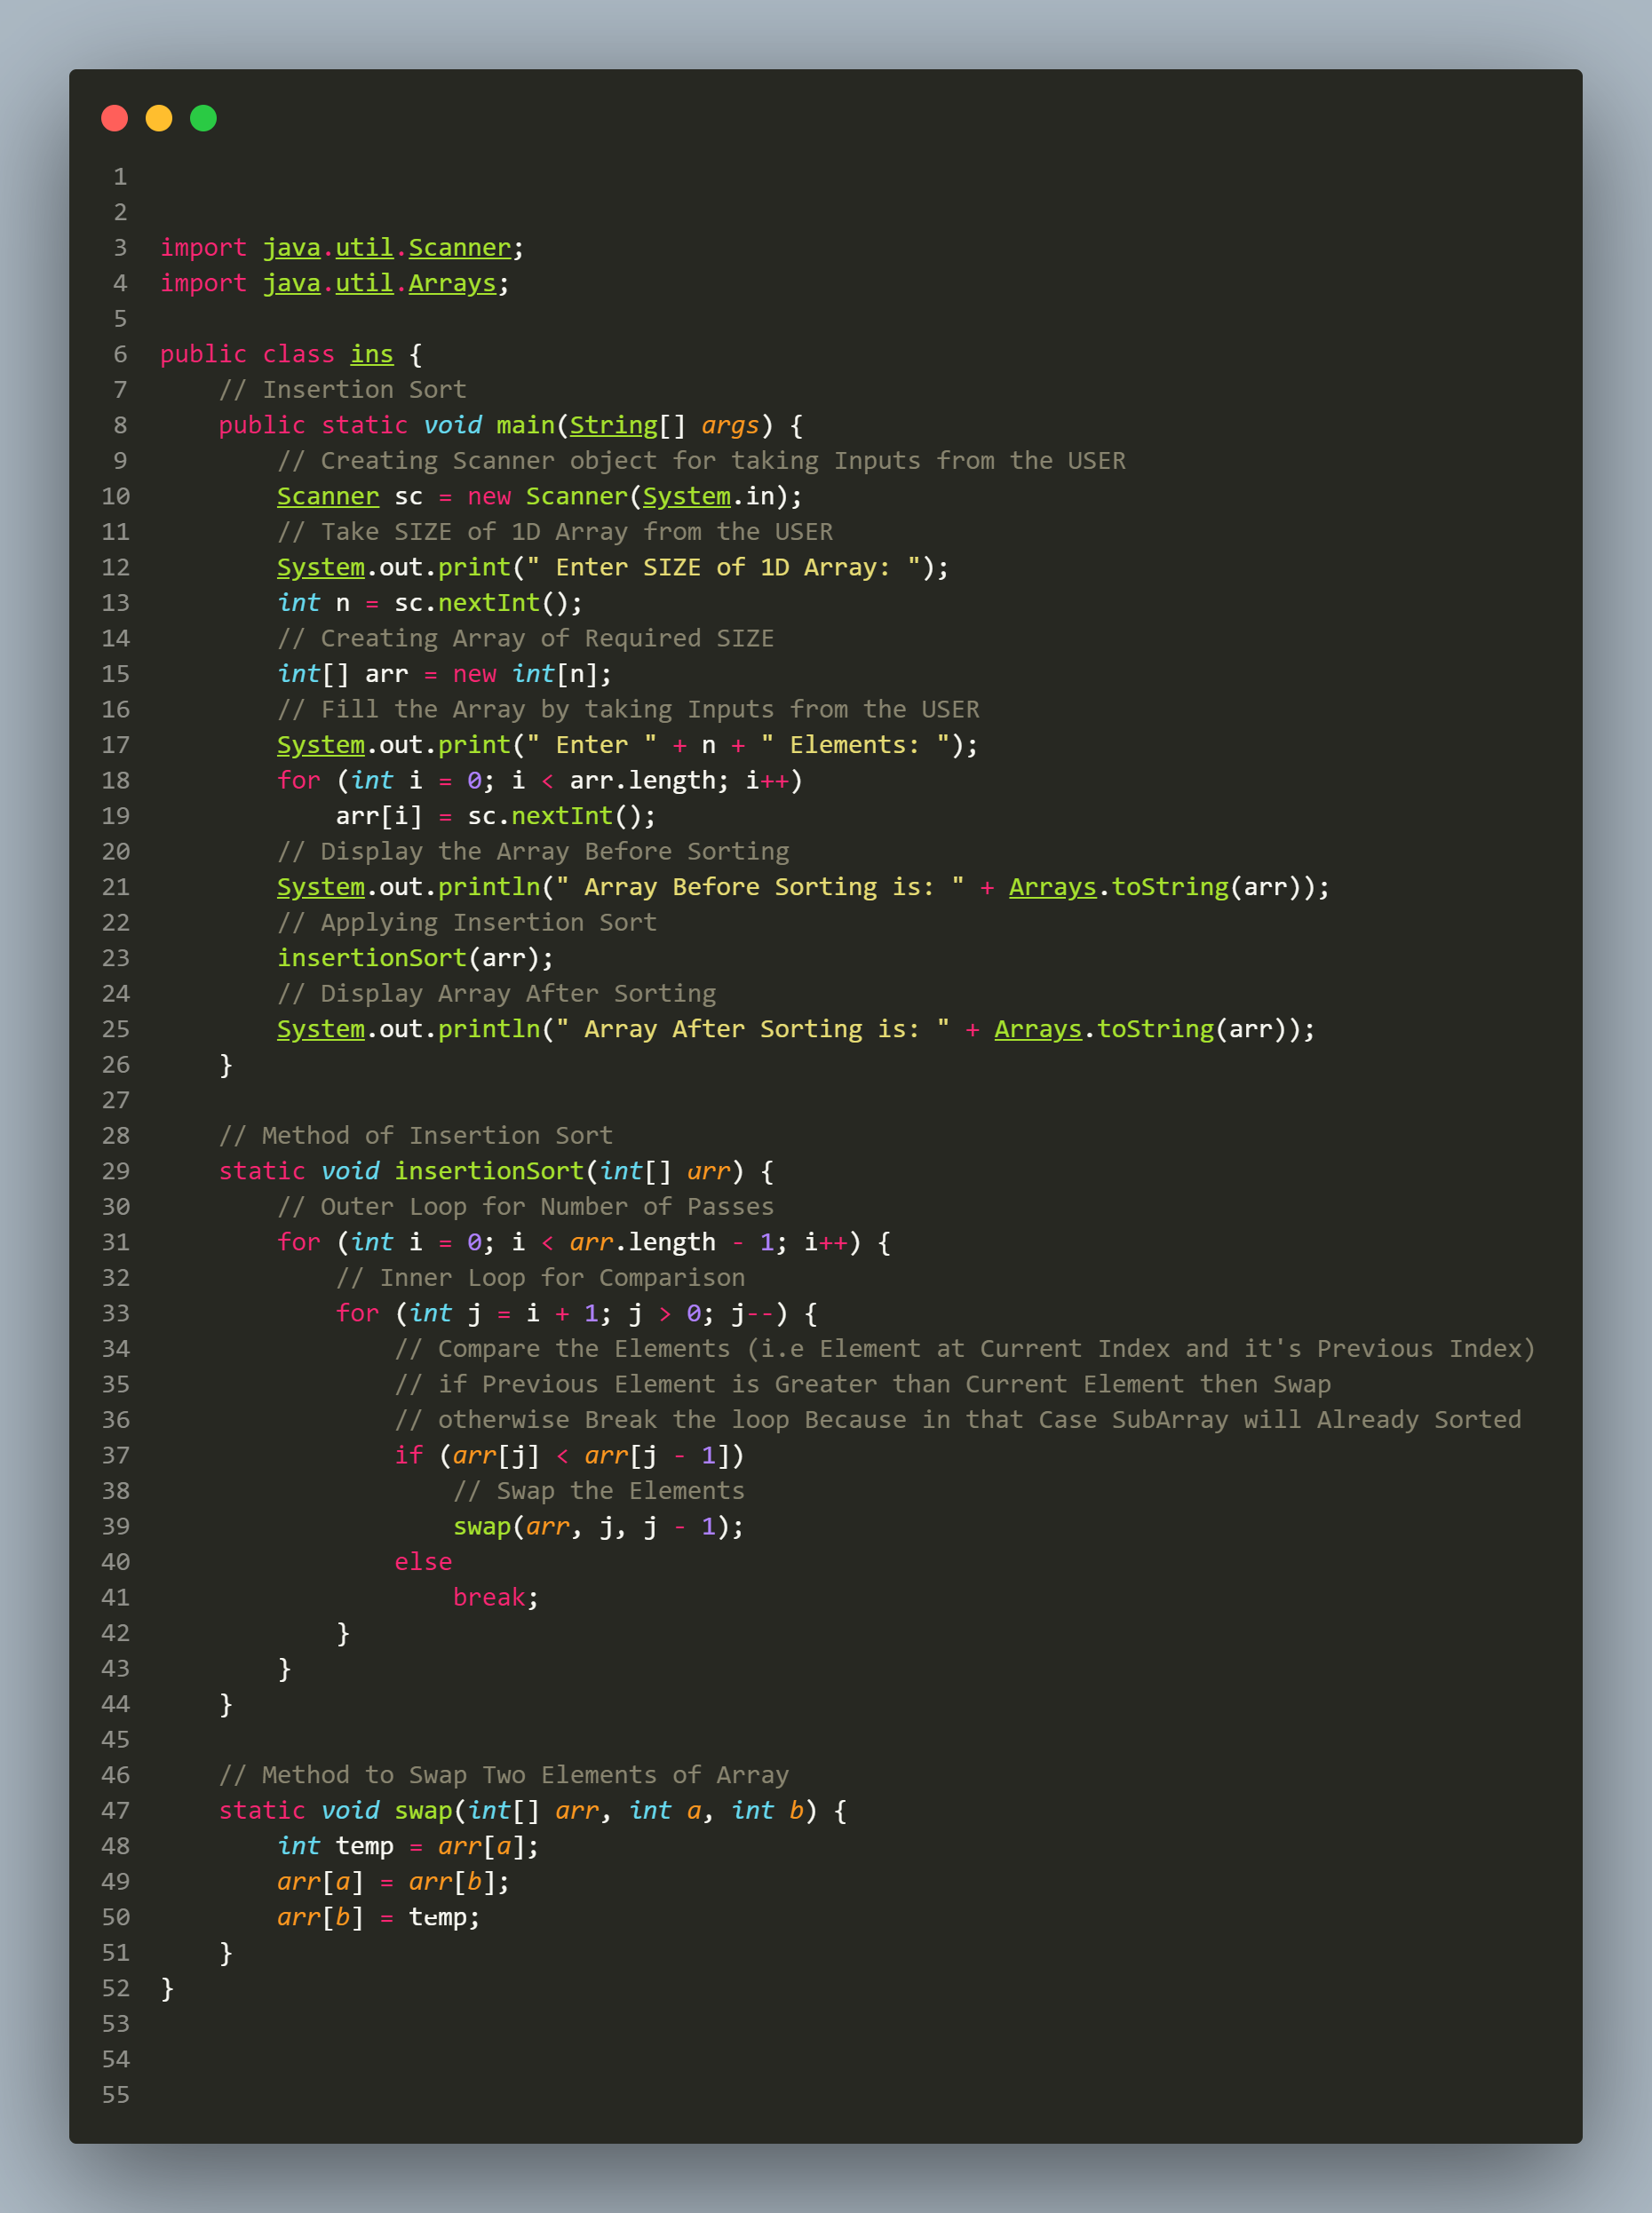 1
2
3 import java.util.Scanner;
4 import java.util.Arrays;
5
6 public class ins {
7     // Insertion Sort
8     public static void main(String[] args) {
9         // Creating Scanner object for taking Inputs from the USER
10         Scanner sc = new Scanner(System.in);
11         // Take SIZE of 1D Array from the USER
12         System.out.print(" Enter SIZE of 1D Array: ");
13         int n = sc.nextInt();
14         // Creating Array of Required SIZE
15         int[] arr = new int[n];
16         // Fill the Array by taking Inputs from the USER
17         System.out.print(" Enter " + n + " Elements: ");
18         for (int i = 0; i < arr.length; i++)
19             arr[i] = sc.nextInt();
20         // Display the Array Before Sorting
21         System.out.println(" Array Before Sorting is: " + Arrays.toString(arr));
22         // Applying Insertion Sort
23         insertionSort(arr);
24         // Display Array After Sorting
25         System.out.println(" Array After Sorting is: " + Arrays.toString(arr));
26     }
27
28     // Method of Insertion Sort
29     static void insertionSort(int[] arr) {
30         // Outer Loop for Number of Passes
31         for (int i = 0; i < arr.length - 1; i++) {
32             // Inner Loop for Comparison
33             for (int j = i + 1; j > 0; j--) {
34                 // Compare the Elements (i.e Element at Current Index and it's Previous Index)
35                 // if Previous Element is Greater than Current Element then Swap
36                 // otherwise Break the loop Because in that Case SubArray will Already Sorted
37                 if (arr[j] < arr[j - 1])
38                     // Swap the Elements
39                     swap(arr, j, j - 1);
40                 else
41                     break;
42             }
43         }
44     }
45
46     // Method to Swap Two Elements of Array
47     static void swap(int[] arr, int a, int b) {
48         int temp = arr[a];
49         arr[a] = arr[b];
50         arr[b] = temp;
51     }
52 }
53
54
55